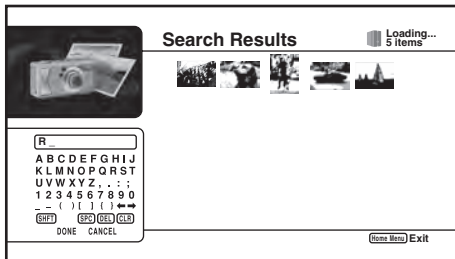 Search Results
Loading...
5 items
R_
A B C D E F G H I J
K L M N O P Q R S T
U V W X Y Z , . : ;
1 2 3 4 5 6 7 8 9 0
_ – ( ) [ ] { } ← →
SHFT SPC DEL CLR
DONE CANCEL
Home Menu Exit